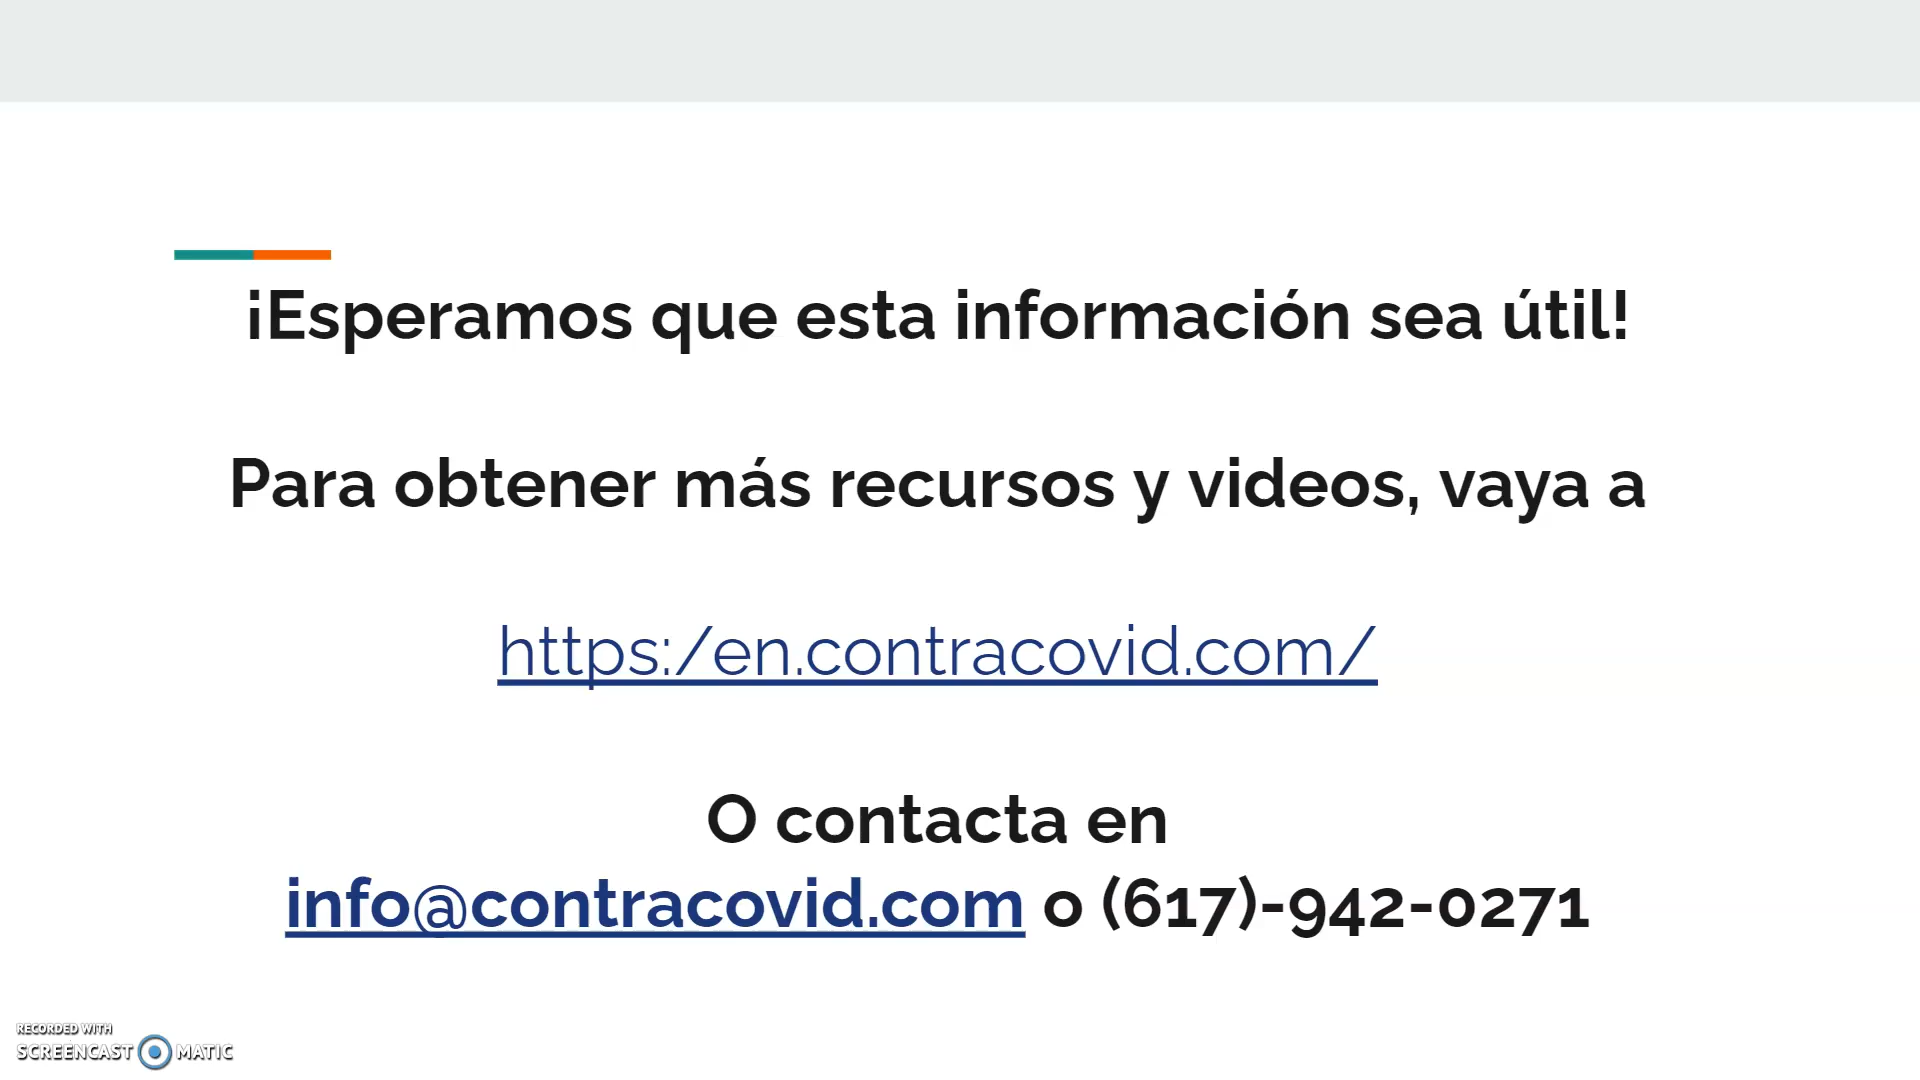 ¡Esperamos que esta información sea útil!
Para obtener más recursos y videos, vaya a
https:/en.contracovid.com/
O contacta en
info@contracovid.com o (617)-942-0271
RECORDED WITH
SCREENCAST MATIC